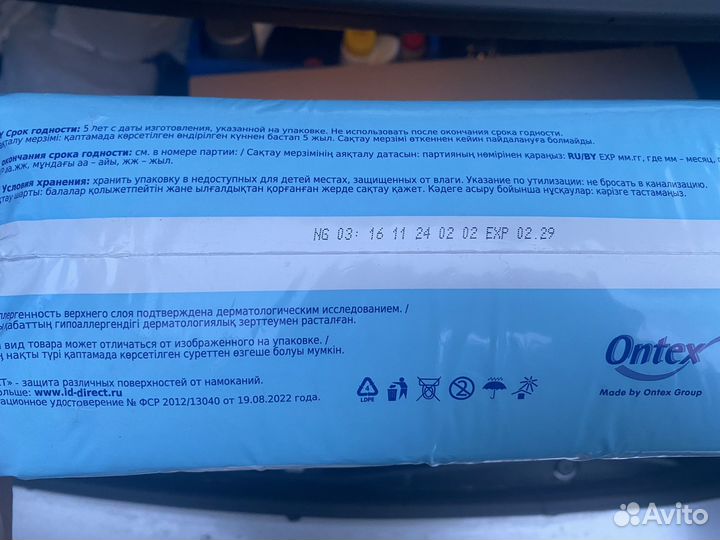 Срок годности: 5 лет с даты изготовления, указанной на упаковке. Не использовать после окончания срока годности.
мерзімі: қаптамада көрсетілген өндірілген күннен бастап 5 жыл. Сақтау мерзімі өткеннен кейін пайдалануға болмайды.
окончания срока годности: см. в номере партии: / Сақтау мерзімінің аяқталу датасын: партияның нөмірінен қараңыз: RU/BY EXP мм.гг, где мм – месяц,
аа.жж, мұндағы аа – айы, жж – жыл.
Условия хранения: хранить упаковку в недоступных для детей местах, защищенных от влаги. Указание по утилизации: не бросать в канализацию.
шарты: балалар қолыжетпейтін және ылғалдықтан қорғанған жерде сақтау қажет. Кәдеге асыру бойынша нұсқаулар: кәрізге тастамаңыз.
NG 03: 16 11 24 02 02 EXP 02.29
верхнего слоя подтверждена дерматологическим исследованием. /
гипоаллергендігі дерматологиялық зерттеумен расталған.
вид товара может отличаться от изображенного на упаковке. /
нақты түрі қаптамада көрсетілген суреттен өзгеше болуы мүмкін.
- защита различных поверхностей от намоканий.
www.id-direct.ru
удостоверение № ФСР 2012/13040 от 19.08.2022 года.
4
LDPE
Ontex
Made by Ontex Group
Avito